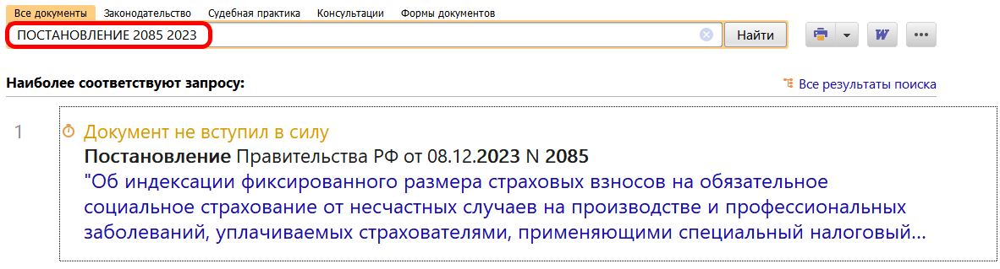 Все документы Законодательство Судебная практика Консультации Формы документов
ПОСТАНОВЛЕНИЕ 2085 2023 Найти W
Наиболее соответствуют запросу: Все результаты поиска
1 Документ не вступил в силу
Постановление Правительства РФ от 08.12.2023 N 2085
"Об индексации фиксированного размера страховых взносов на обязательное
социальное страхование от несчастных случаев на производстве и профессиональных
заболеваний, уплачиваемых страхователями, применяющими специальный налоговый...